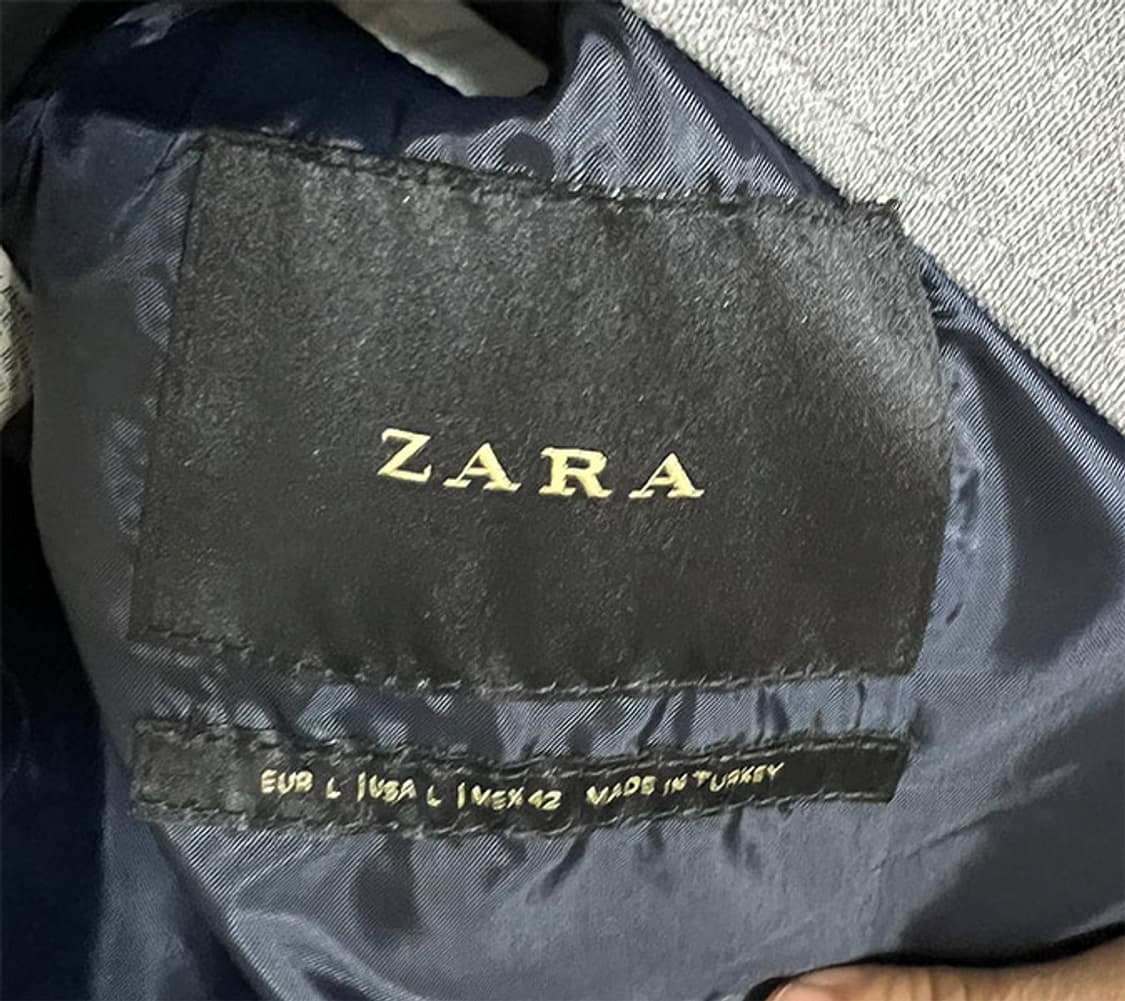 ZARA
EUR L | USA L | MEX 42 MADE IN TURKEY